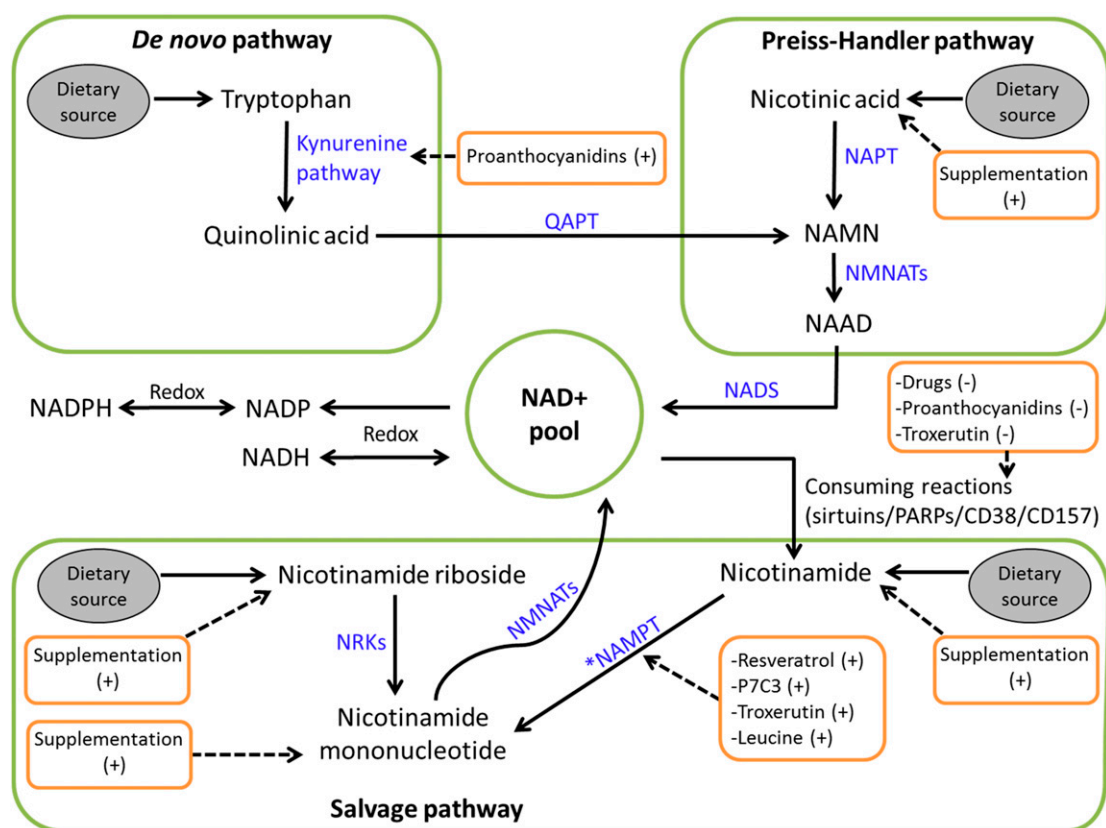 De novo pathway
Dietary
source
Tryptophan
Kynurenine
pathway
Proanthocyanidins (+)
Quinolinic acid
QAPT
Preiss-Handler pathway
Nicotinic acid
Dietary
source
NAPT
Supplementation
(+)
NAMN
NMNATs
NAAD
NADS
-Drugs (-)
-Proanthocyanidins (-)
-Troxerutin (-)
NADPH
Redox
NADP
NADH
Redox
NAD+
pool
Consuming reactions
(sirtuins/PARPs/CD38/CD157)
Dietary
source
Nicotinamide riboside
Supplementation
(+)
NRKs
NMNATs
Supplementation
(+)
Nicotinamide
mononucleotide
Nicotinamide
Dietary
source
*NAMPT
-Resveratrol (+)
-P7C3 (+)
-Troxerutin (+)
-Leucine (+)
Supplementation
(+)
Salvage pathway